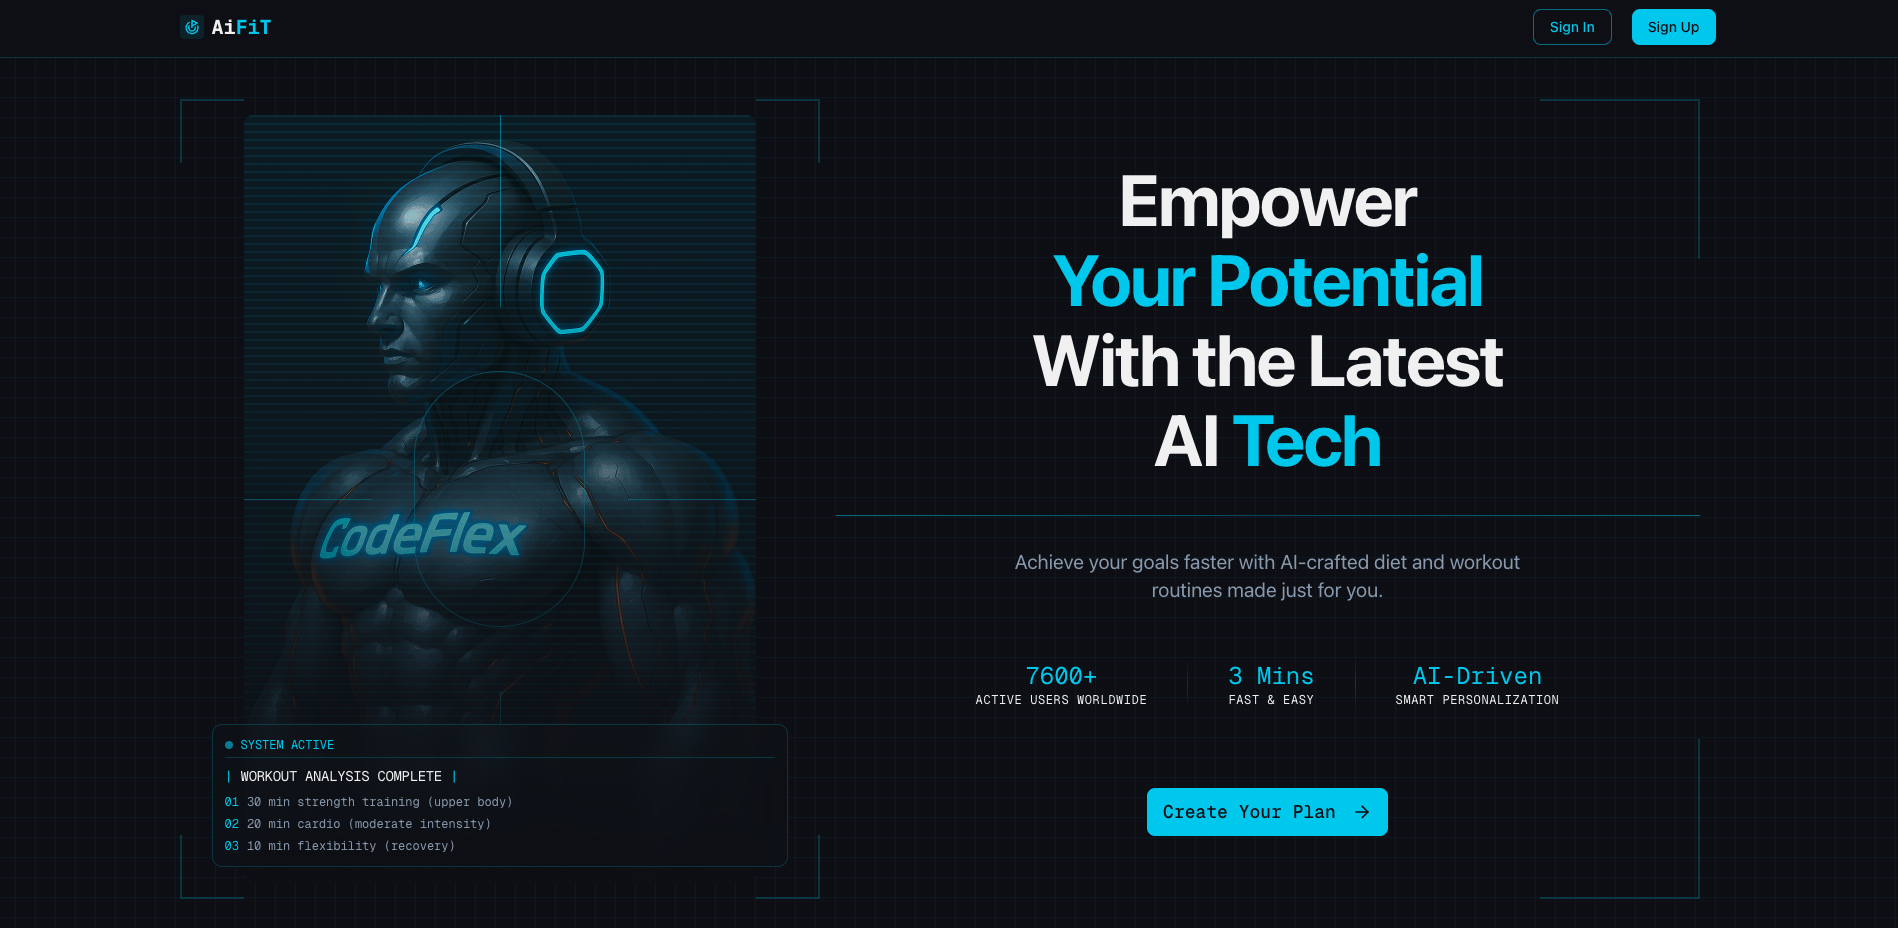 AiFiT
Sign In
Sign Up
CodeFlex
SYSTEM ACTIVE
| WORKOUT ANALYSIS COMPLETE |
01 30 min strength training (upper body)
02 20 min cardio (moderate intensity)
03 10 min flexibility (recovery)
Empower
Your Potential
With the Latest
AI Tech
Achieve your goals faster with AI-crafted diet and workout
routines made just for you.
7600+
ACTIVE USERS WORLDWIDE
3 Mins
FAST & EASY
AI-Driven
SMART PERSONALIZATION
Create Your Plan →